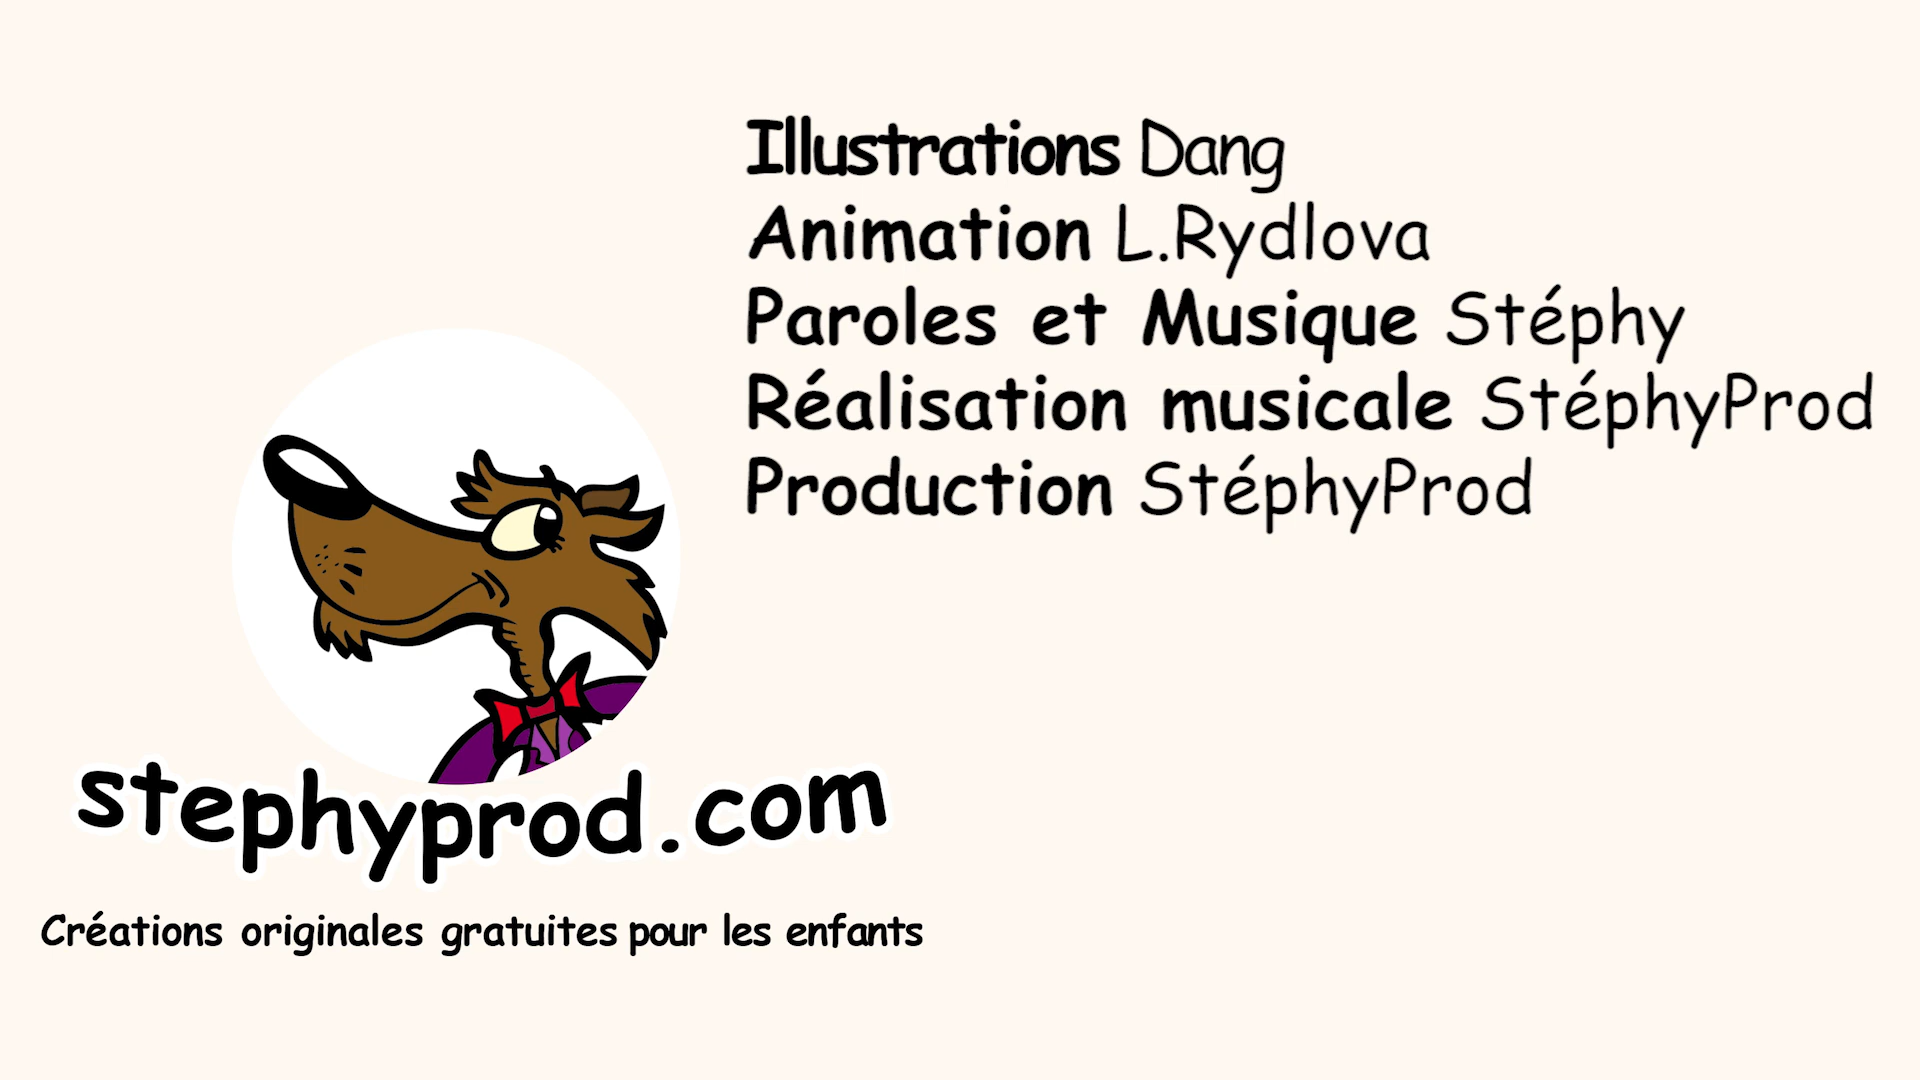 Illustrations Dang
Animation L.Rydlova
Paroles et Musique Stéphy
Réalisation musicale StéphyProd
Production StéphyProd
stephyprod.com
Créations originales gratuites pour les enfants